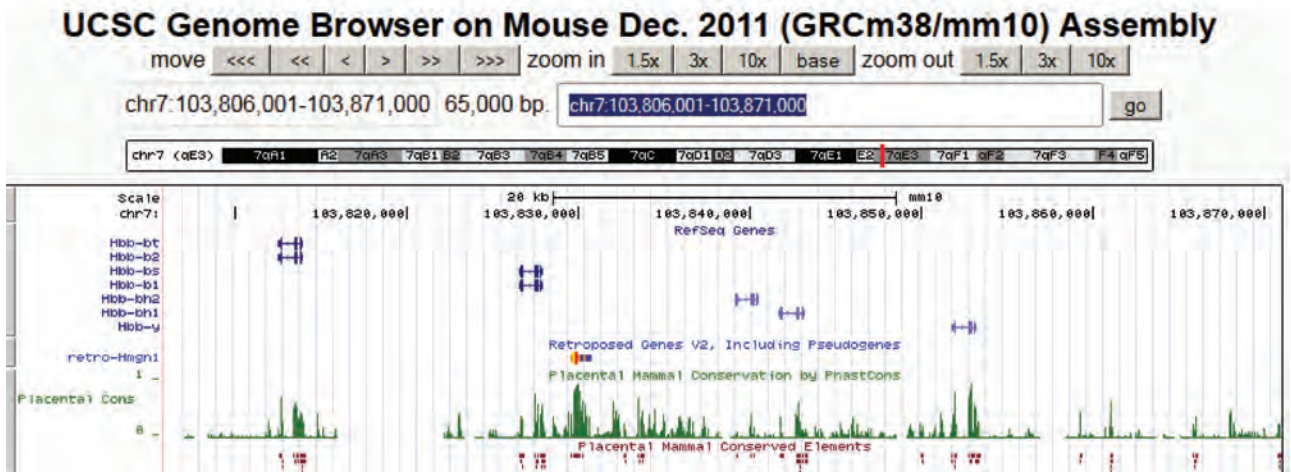 UCSC Genome Browser on Mouse Dec. 2011 (GRCm38/mm10) Assembly
move <<< << < > >> >>> zoom in 1.5x 3x 10x base zoom out 1.5x 3x 10x
chr7:103,806,001-103,871,000 65,000 bp. chr7:103,806,001-103,871,000 go
chr7 (qE3) 7qA1 A2 7qA3 7qB1 B2 7qB3 7qB4 7qB5 7qC 7qD1 D2 7qD3 7qE1 E2 7qE3 7qF1 qF2 7qF3 F4 qF5
Scale 20 kb mm10
chr7: 103,820,000 103,830,000 103,840,000 103,850,000 103,860,000 103,870,000
RefSeq Genes
Hbb-bt
Hbb-b2
Hbb-bs
Hbb-b1
Hbb-bh2
Hbb-bh1
Hbb-y
Retroposed Genes V2, Including Pseudogenes
retro-Hmgn1
Placental Mammal Conservation by PhastCons
1 _
Placental Cons
0 _
Placental Mammal Conserved Elements